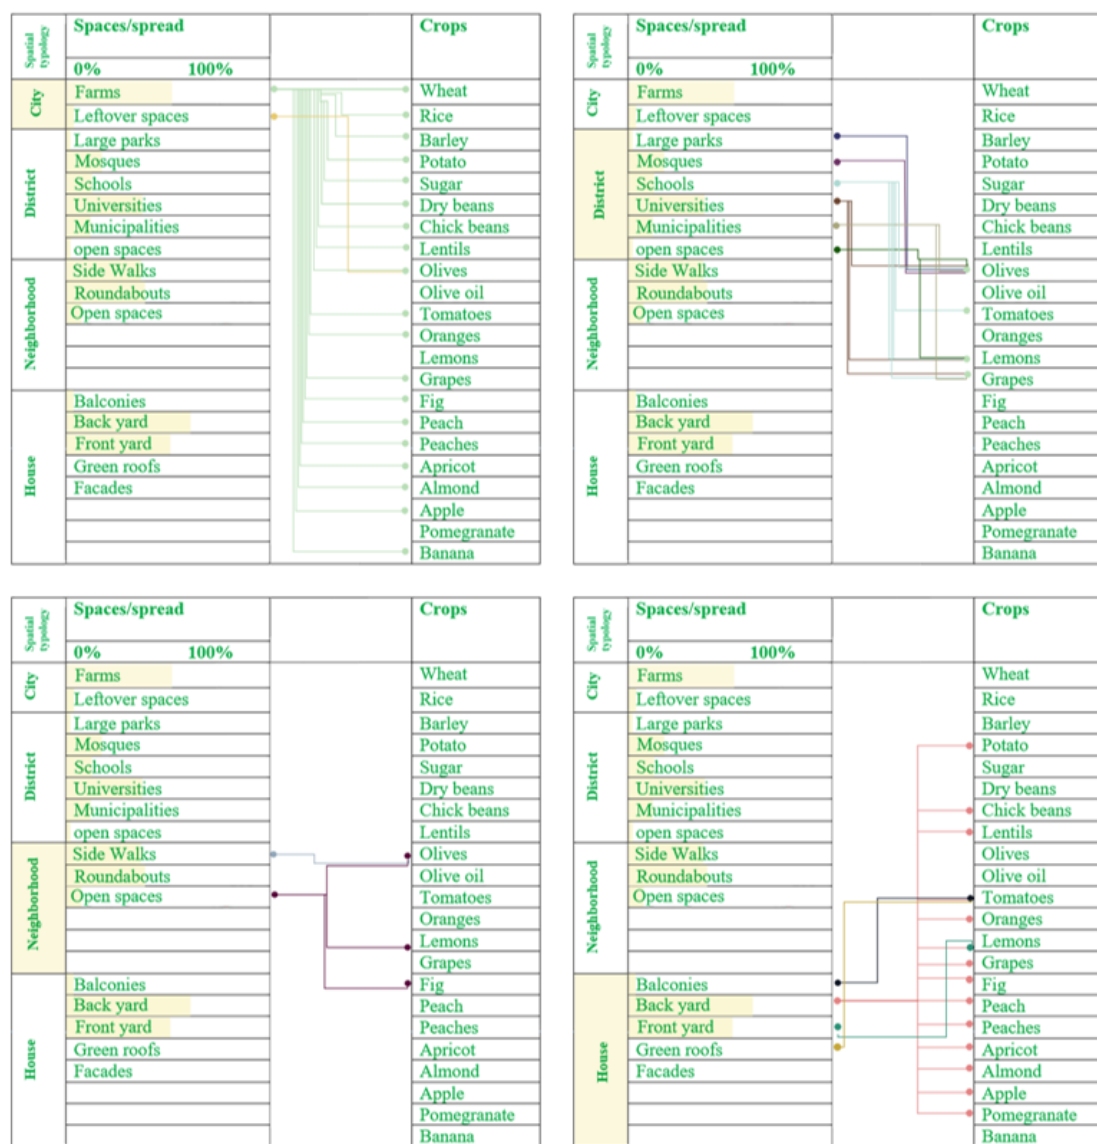 Spatial typology
Spaces/spread
Crops
0% 100%
City
Farms
Wheat
Leftover spaces
Rice
District
Large parks
Barley
Mosques
Potato
Schools
Sugar
Universities
Dry beans
Municipalities
Chick beans
open spaces
Lentils
Neighborhood
Side Walks
Olives
Roundabouts
Olive oil
Open spaces
Tomatoes
Oranges
Lemons
Grapes
House
Balconies
Fig
Back yard
Peach
Front yard
Peaches
Green roofs
Apricot
Facades
Almond
Apple
Pomegranate
Banana
Spatial typology
Spaces/spread
Crops
0% 100%
City
Farms
Wheat
Leftover spaces
Rice
District
Large parks
Barley
Mosques
Potato
Schools
Sugar
Universities
Dry beans
Municipalities
Chick beans
open spaces
Lentils
Neighborhood
Side Walks
Olives
Roundabouts
Olive oil
Open spaces
Tomatoes
Oranges
Lemons
Grapes
House
Balconies
Fig
Back yard
Peach
Front yard
Peaches
Green roofs
Apricot
Facades
Almond
Apple
Pomegranate
Banana
Spatial typology
Spaces/spread
Crops
0% 100%
City
Farms
Wheat
Leftover spaces
Rice
District
Large parks
Barley
Mosques
Potato
Schools
Sugar
Universities
Dry beans
Municipalities
Chick beans
open spaces
Lentils
Neighborhood
Side Walks
Olives
Roundabouts
Olive oil
Open spaces
Tomatoes
Oranges
Lemons
Grapes
House
Balconies
Fig
Back yard
Peach
Front yard
Peaches
Green roofs
Apricot
Facades
Almond
Apple
Pomegranate
Banana
Spatial typology
Spaces/spread
Crops
0% 100%
City
Farms
Wheat
Leftover spaces
Rice
District
Large parks
Barley
Mosques
Potato
Schools
Sugar
Universities
Dry beans
Municipalities
Chick beans
open spaces
Lentils
Neighborhood
Side Walks
Olives
Roundabouts
Olive oil
Open spaces
Tomatoes
Oranges
Lemons
Grapes
House
Balconies
Fig
Back yard
Peach
Front yard
Peaches
Green roofs
Apricot
Facades
Almond
Apple
Pomegranate
Banana